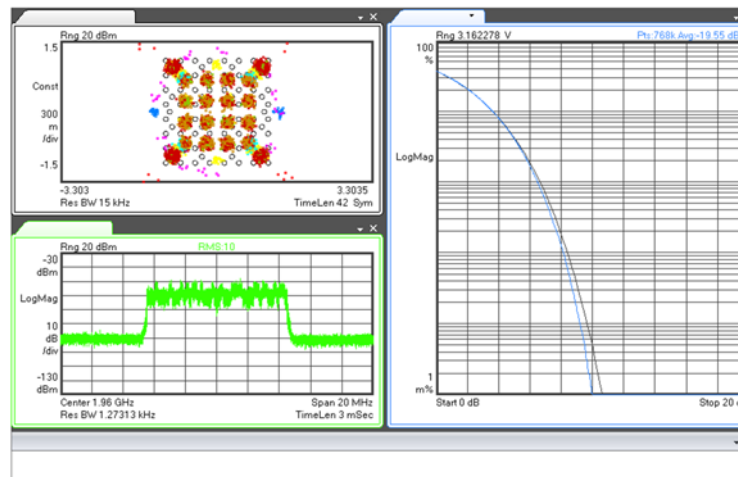 Rng 20 dBm
1.5
Const
300
m
/div
-1.5
-3.303 3.3035
Res BW 15 kHz TimeLen 42 Sym
Rng 20 dBm RMS:10
-30
dBm
LogMag
10
dB
/div
-130
dBm
Center 1.96 GHz Span 20 MHz
Res BW 1.27313 kHz TimeLen 3 mSec
Rng 3.162278 V Pts:768k Avg:-19.55 dB
100
%
LogMag
1
m%
Start 0 dB Stop 20